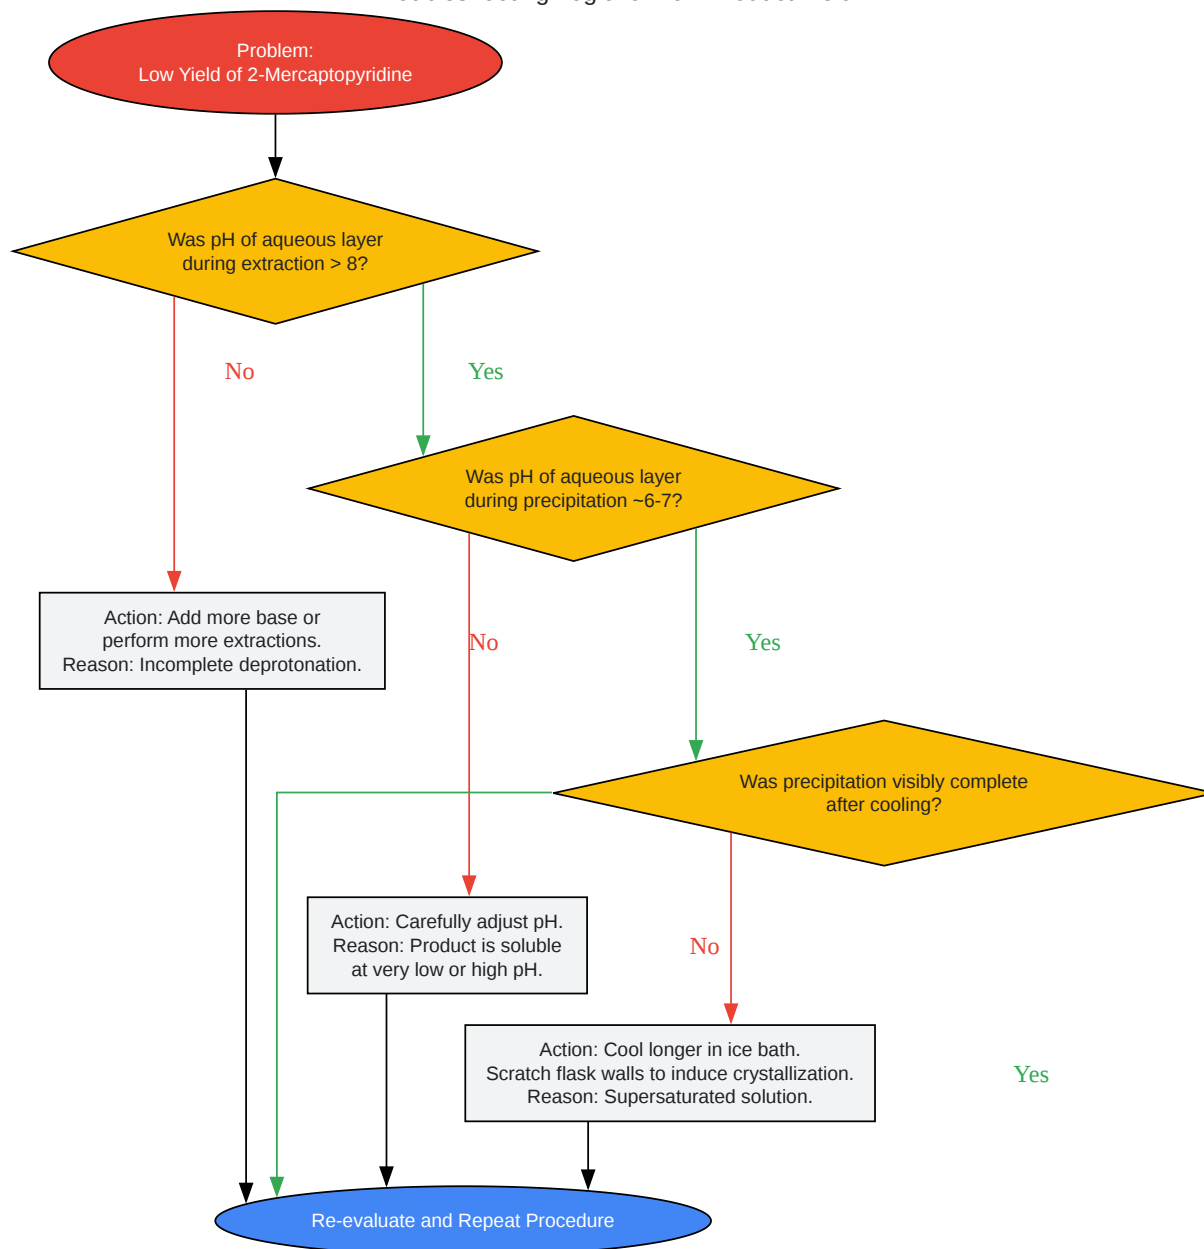 Problem:
Low Yield of 2-Mercaptopyridine
Was pH of aqueous layer
during extraction > 8?
No
Yes
Was pH of aqueous layer
during precipitation ~6-7?
Action: Add more base or
perform more extractions.
Reason: Incomplete deprotonation.
No
Yes
Was precipitation visibly complete
after cooling?
Action: Carefully adjust pH.
Reason: Product is soluble
at very low or high pH.
No
Action: Cool longer in ice bath.
Scratch flask walls to induce crystallization.
Reason: Supersaturated solution.
Yes
Re-evaluate and Repeat Procedure